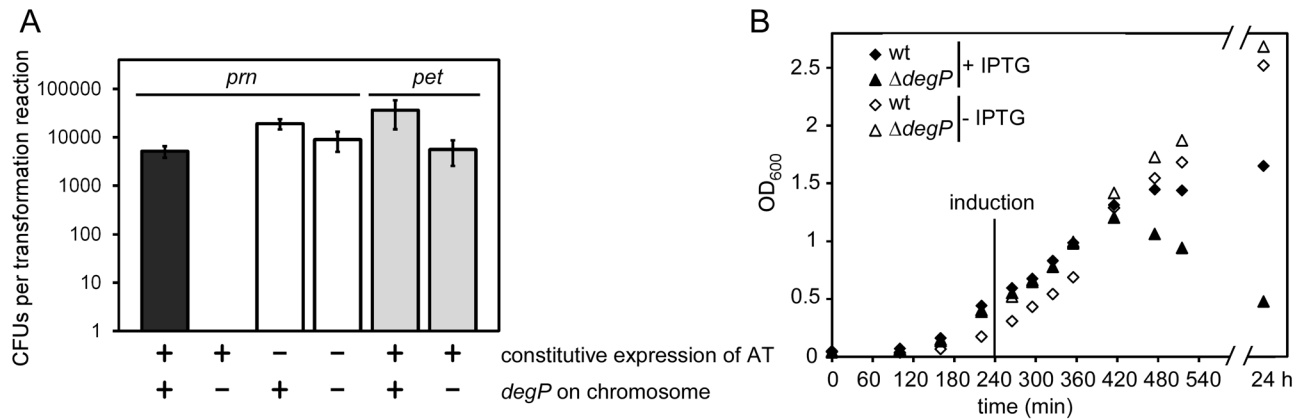 A
CFUs per transformation reaction
prn
pet
100000
10000
1000
100
10
1
+ + – – + + constitutive expression of AT
+ – + – + – degP on chromosome
B
OD600
wt
ΔdegP
+ IPTG
wt
ΔdegP
- IPTG
induction
2.5
2
1.5
1
0.5
0
0 60 120 180 240 300 360 420 480 540 24 h
time (min)